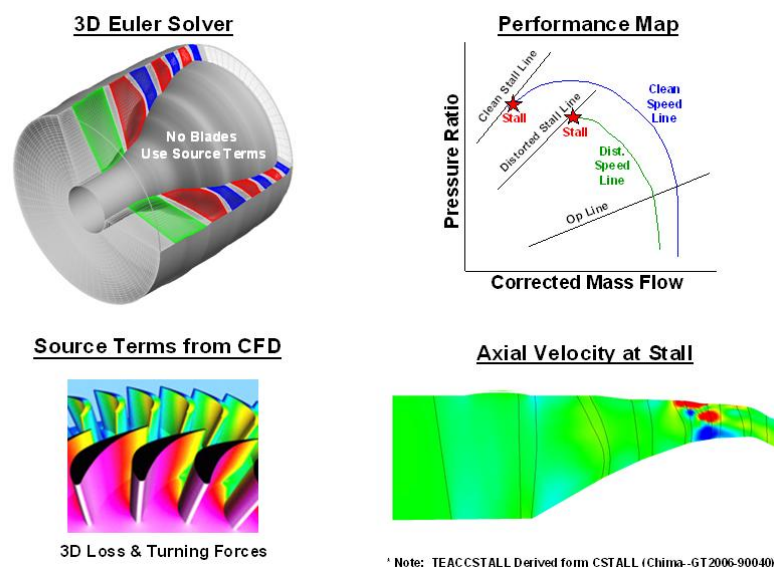 3D Euler Solver
No Blades
Use Source Terms
Performance Map
Pressure Ratio
Clean Stall Line
Stall
Distorted Stall Line
Stall
Clean
Speed
Line
Dist.
Speed
Line
Op Line
Corrected Mass Flow
Source Terms from CFD
3D Loss & Turning Forces
Axial Velocity at Stall
* Note: TEACCSTALL Derived form CSTALL (Chima--GT2006-90040)